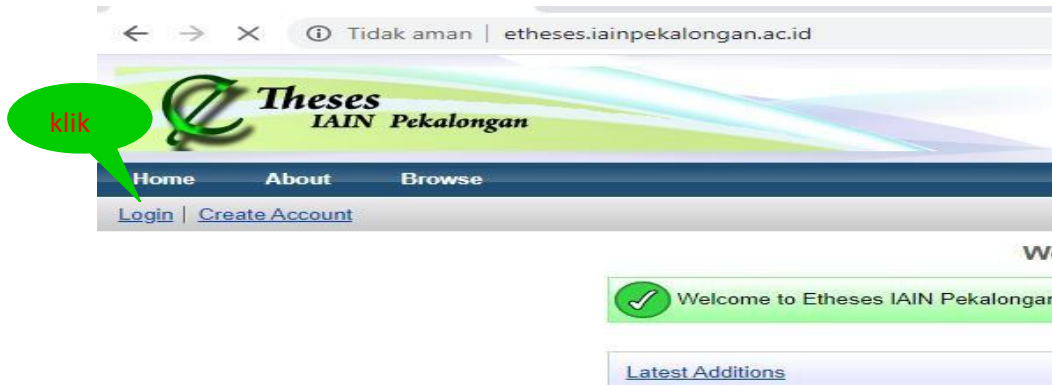 Tidak aman | etheses.iainpekalongan.ac.id
Theses
IAIN Pekalongan
klik
Home About Browse
Login | Create Account
Welcome to Etheses IAIN Pekalongan
Latest Additions